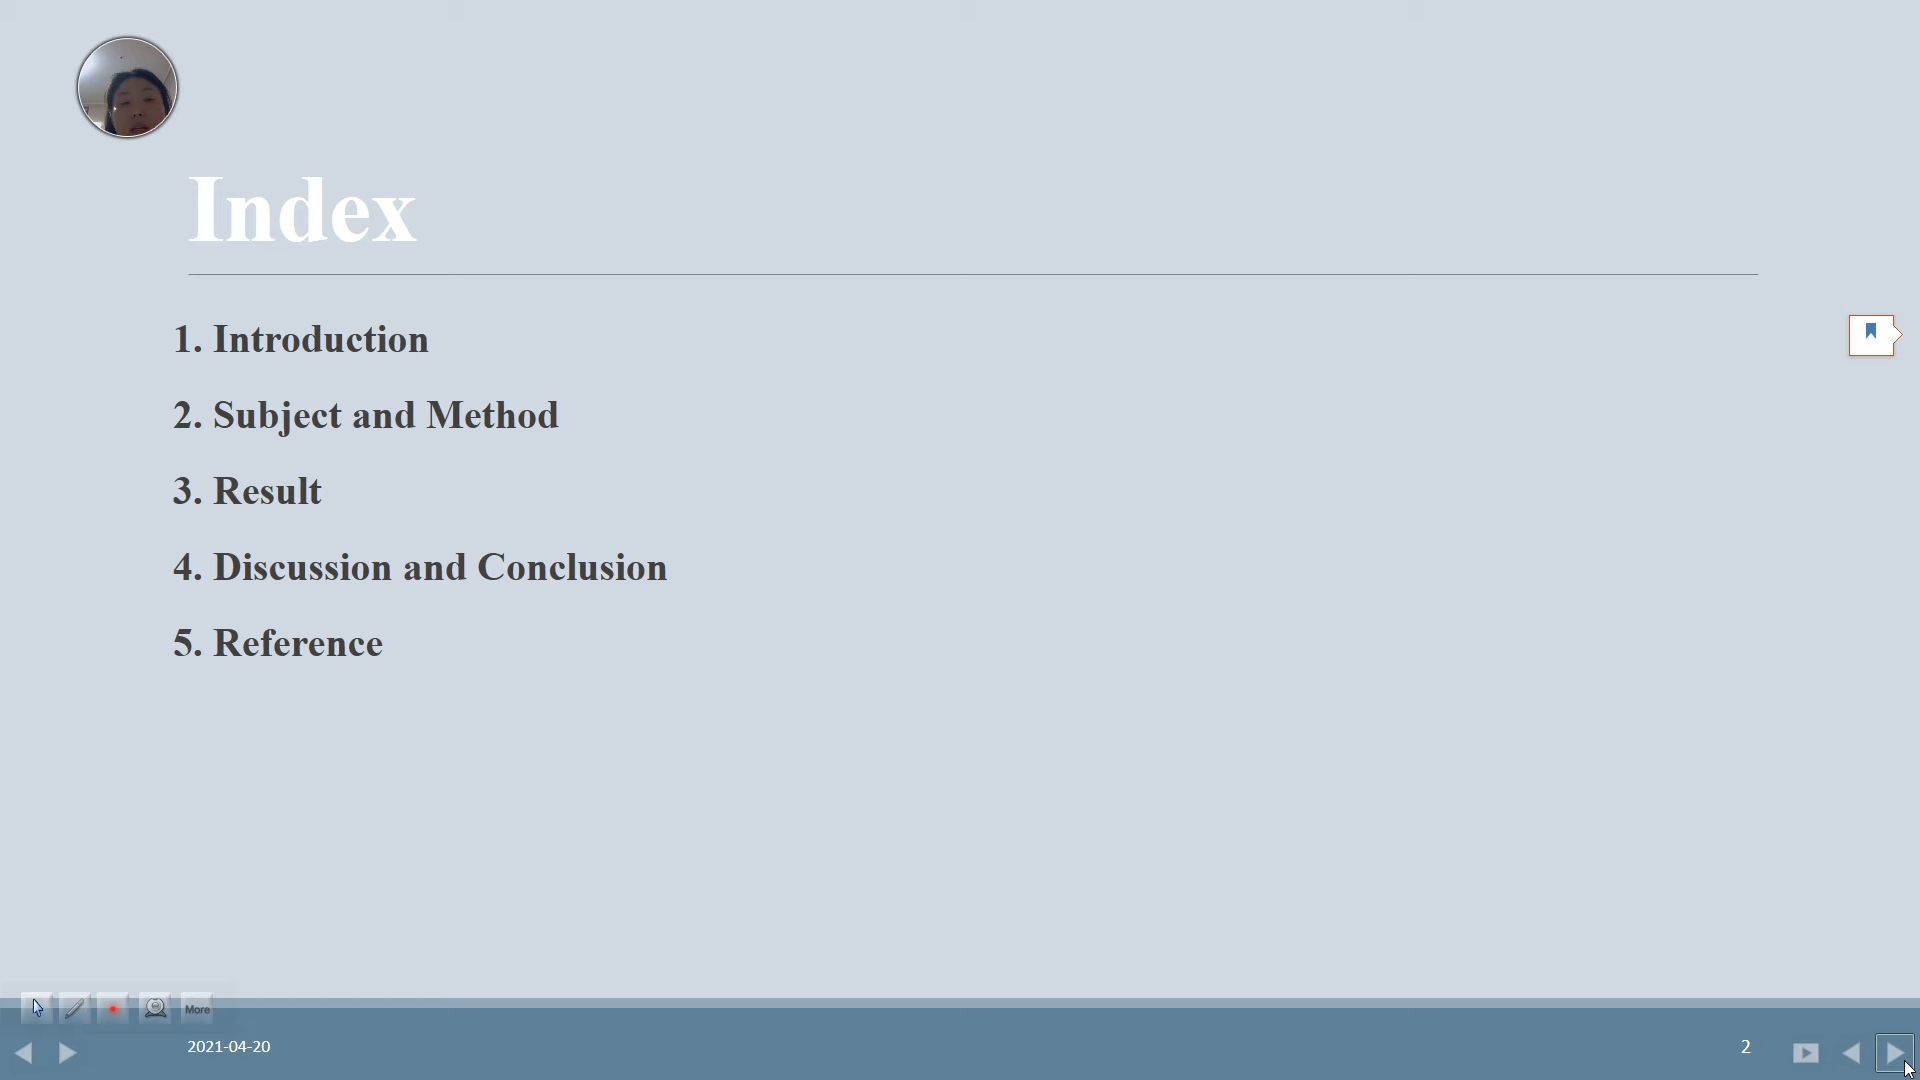 Index
1. Introduction
2. Subject and Method
3. Result
4. Discussion and Conclusion
5. Reference
More
2021-04-20
2